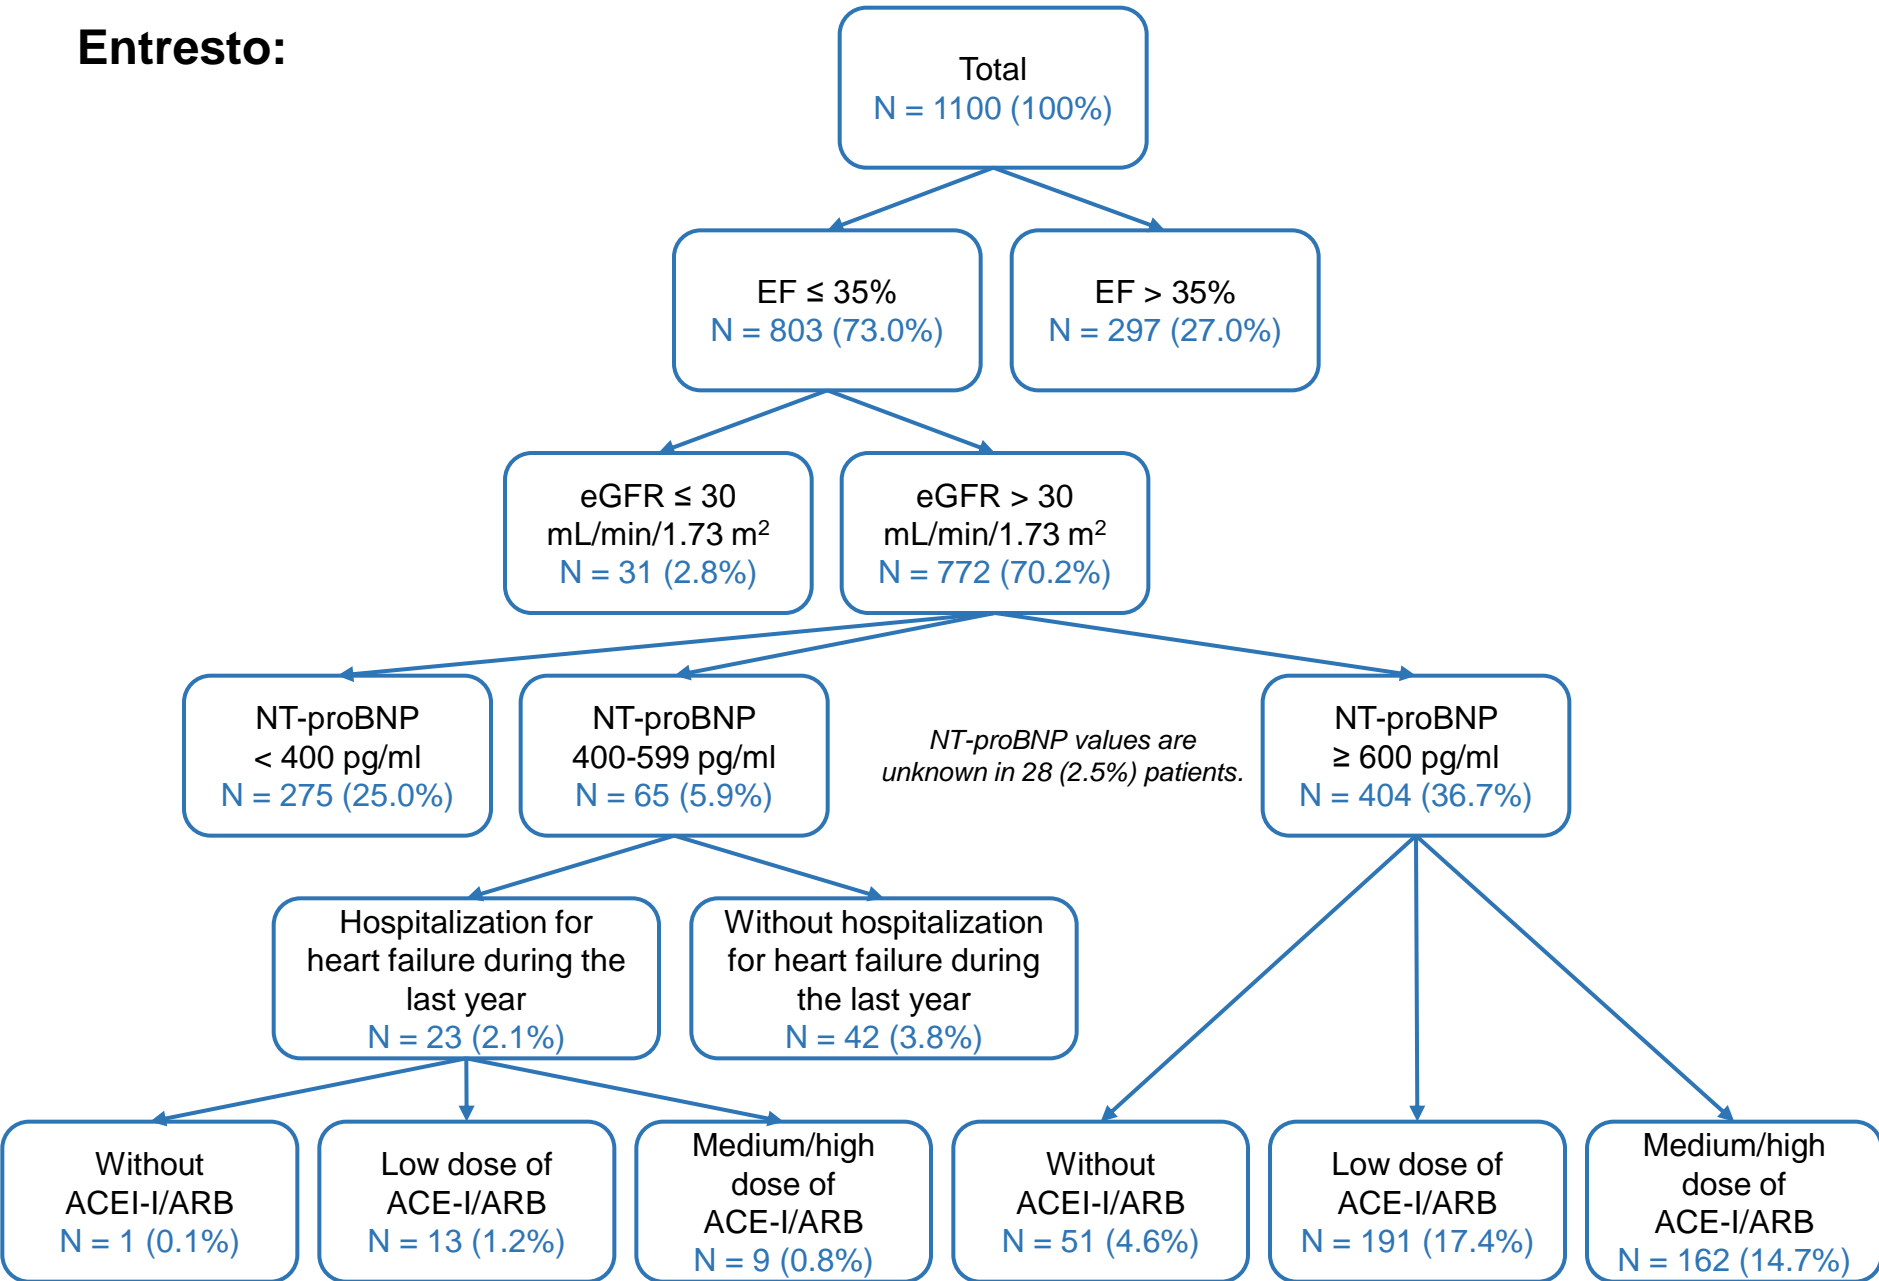 Entresto:
Total
N = 1100 (100%)
EF ≤ 35%
N = 803 (73.0%)
EF > 35%
N = 297 (27.0%)
eGFR ≤ 30
mL/min/1.73 m²
N = 31 (2.8%)
eGFR > 30
mL/min/1.73 m²
N = 772 (70.2%)
NT-proBNP
< 400 pg/ml
N = 275 (25.0%)
NT-proBNP
400-599 pg/ml
N = 65 (5.9%)
NT-proBNP values are
unknown in 28 (2.5%) patients.
NT-proBNP
≥ 600 pg/ml
N = 404 (36.7%)
Hospitalization for
heart failure during the
last year
N = 23 (2.1%)
Without hospitalization
for heart failure during
the last year
N = 42 (3.8%)
Without
ACEI-I/ARB
N = 1 (0.1%)
Low dose of
ACE-I/ARB
N = 13 (1.2%)
Medium/high
dose of
ACE-I/ARB
N = 9 (0.8%)
Without
ACEI-I/ARB
N = 51 (4.6%)
Low dose of
ACE-I/ARB
N = 191 (17.4%)
Medium/high
dose of
ACE-I/ARB
N = 162 (14.7%)